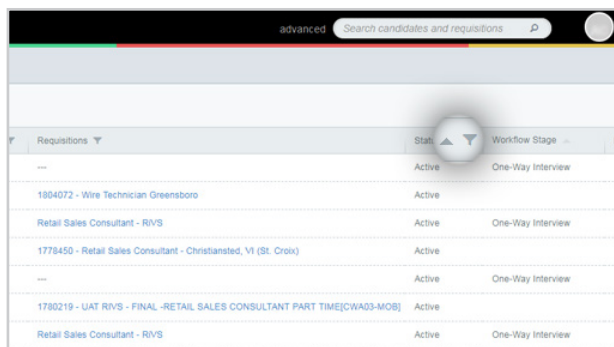 advanced Search candidates and requisitions
Requisitions Statu Workflow Stage
--- Active One-Way Interview
1804072 - Wire Technician Greensboro Active
Retail Sales Consultant - RIVS Active One-Way Interview
1778450 - Retail Sales Consultant - Christiansted, VI (St. Croix) Active
--- Active One-Way Interview
1780219 - UAT RIVS - FINAL -RETAIL SALES CONSULTANT PART TIME[CWA03-MOB] Active
Retail Sales Consultant - RIVS Active One-Way Interview